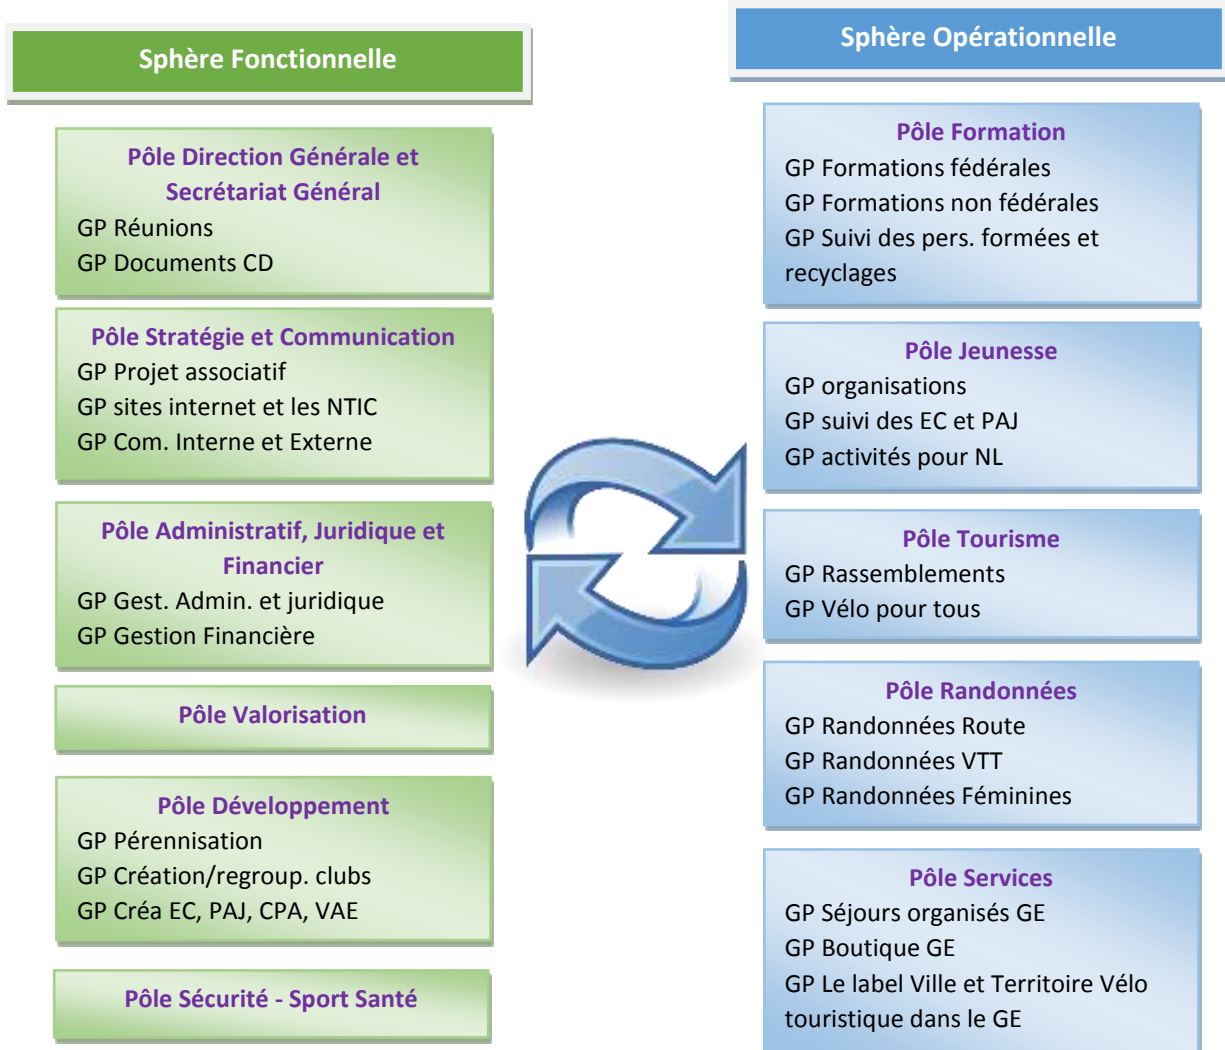 Sphère Fonctionnelle
Pôle Direction Générale et
Secrétariat Général
GP Réunions
GP Documents CD
Pôle Stratégie et Communication
GP Projet associatif
GP sites internet et les NTIC
GP Com. Interne et Externe
Pôle Administratif, Juridique et
Financier
GP Gest. Admin. et juridique
GP Gestion Financière
Pôle Valorisation
Pôle Développement
GP Pérennisation
GP Création/regroup. clubs
GP Créa EC, PAJ, CPA, VAE
Pôle Sécurité - Sport Santé
Sphère Opérationnelle
Pôle Formation
GP Formations fédérales
GP Formations non fédérales
GP Suivi des pers. formées et
recyclages
Pôle Jeunesse
GP organisations
GP suivi des EC et PAJ
GP activités pour NL
Pôle Tourisme
GP Rassemblements
GP Vélo pour tous
Pôle Randonnées
GP Randonnées Route
GP Randonnées VTT
GP Randonnées Féminines
Pôle Services
GP Séjours organisés GE
GP Boutique GE
GP Le label Ville et Territoire Vélo
touristique dans le GE